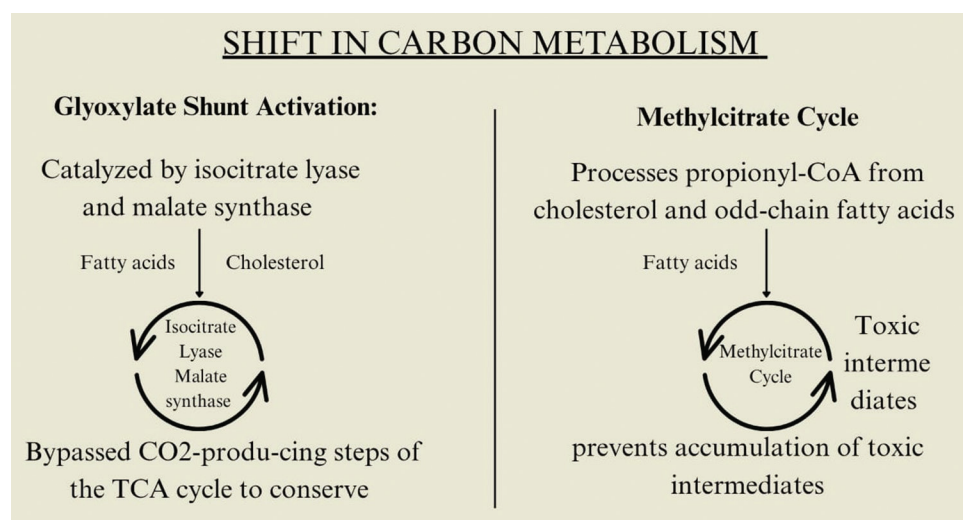 SHIFT IN CARBON METABOLISM
Glyoxylate Shunt Activation:
Catalyzed by isocitrate lyase
and malate synthase
Fatty acids
Cholesterol
Isocitrate
Lyase
Malate
synthase
Bypassed CO2-produ-cing steps of
the TCA cycle to conserve
Methylcitrate Cycle
Processes propionyl-CoA from
cholesterol and odd-chain fatty acids
Fatty acids
Methylcitrate
Cycle
Toxic
interme
diates
prevents accumulation of toxic
intermediates